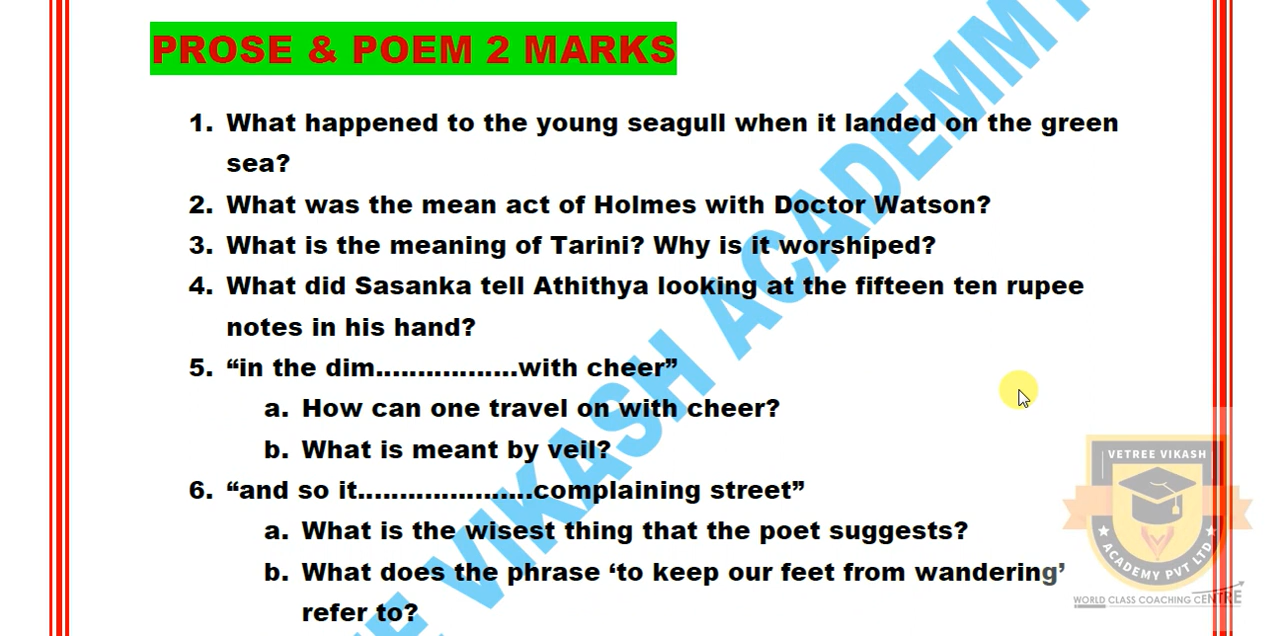 PROSE & POEM 2 MARKS
1. What happened to the young seagull when it landed on the green
sea?
2. What was the mean act of Holmes with Doctor Watson?
3. What is the meaning of Tarini? Why is it worshiped?
4. What did Sasanka tell Athithya looking at the fifteen ten rupee
notes in his hand?
5. “in the dim.................with cheer”
a. How can one travel on with cheer?
b. What is meant by veil?
6. “and so it.....................complaining street”
a. What is the wisest thing that the poet suggests?
b. What does the phrase ‘to keep our feet from wandering’
refer to?
VIKASH ACADEMM
VETREE VIKASH
ACADEMY PVT LTD
WORLD CLASS COACHING CENTRE